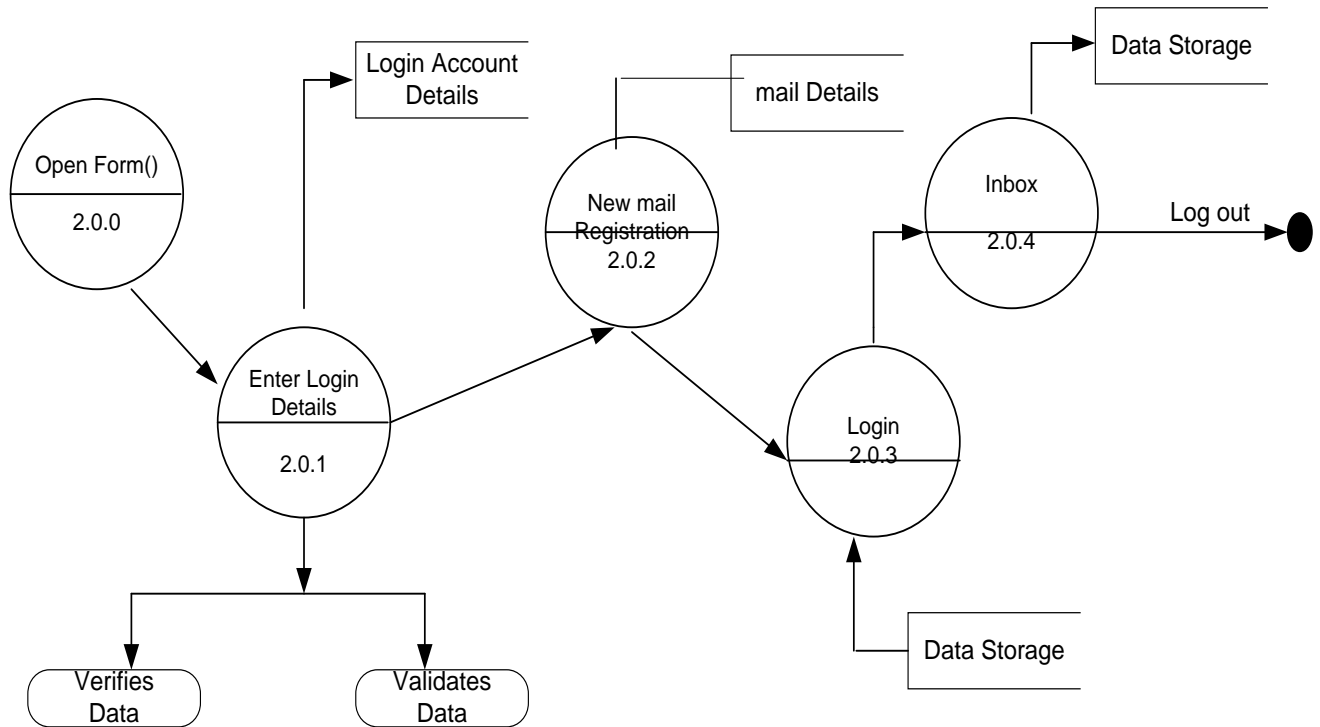 Login Account
Details
mail Details
Data Storage
Open Form()
2.0.0
New mail
Registration
2.0.2
Inbox
2.0.4
Log out
Enter Login
Details
2.0.1
Login
2.0.3
Data Storage
Verifies
Data
Validates
Data